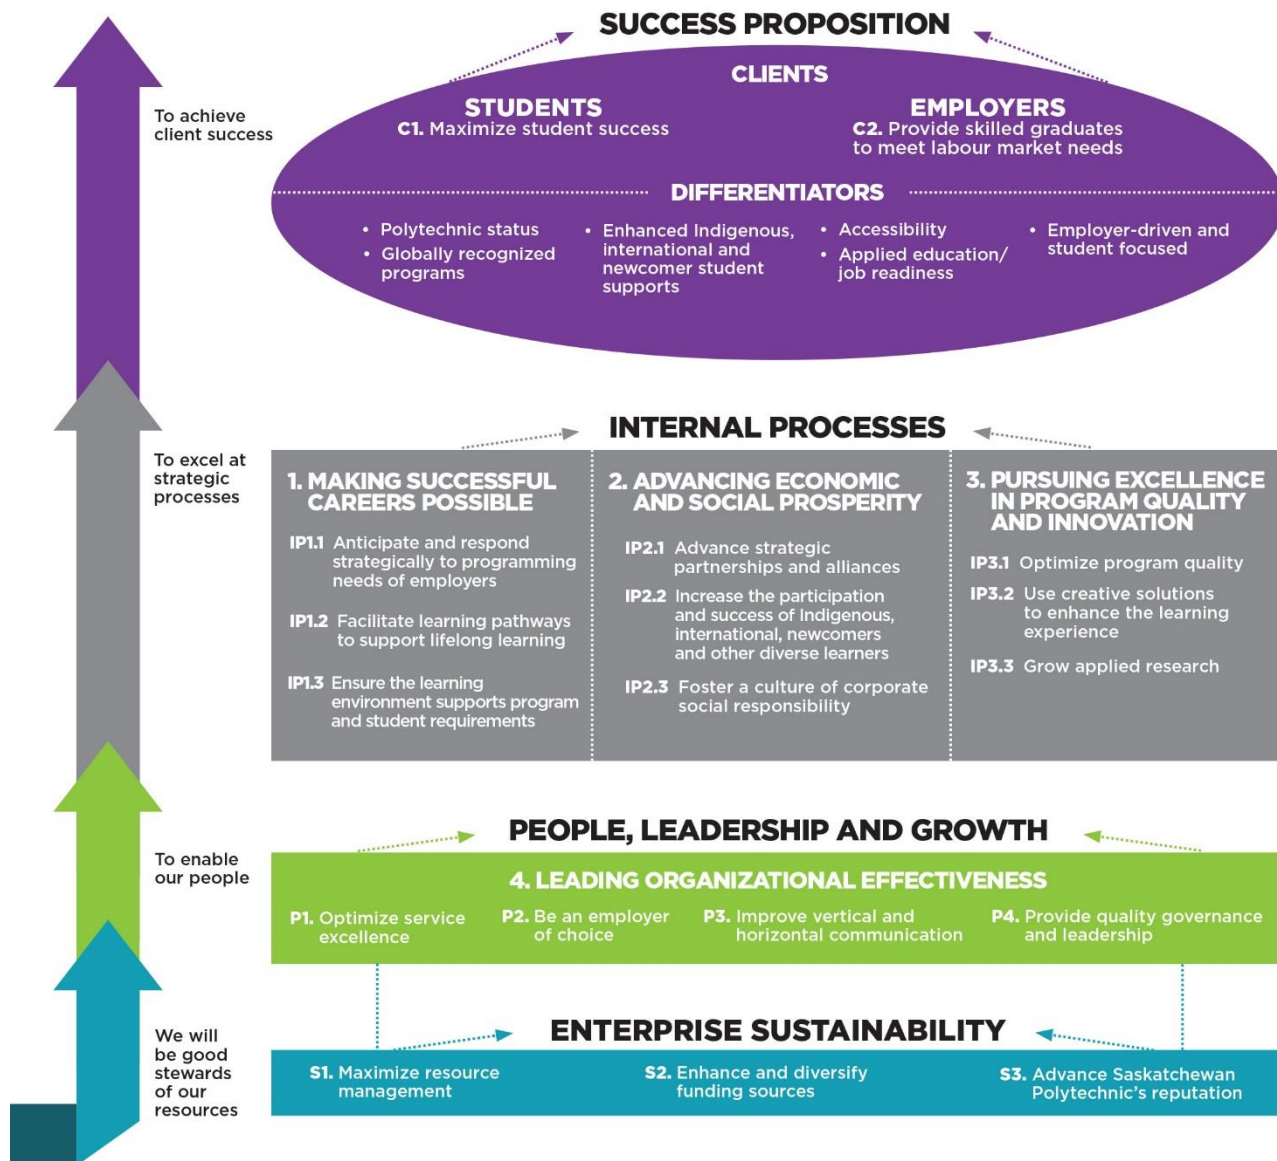 SUCCESS PROPOSITION
CLIENTS
STUDENTS
C1. Maximize student success
EMPLOYERS
C2. Provide skilled graduates
to meet labour market needs
DIFFERENTIATORS
• Polytechnic status
• Globally recognized
programs
• Enhanced Indigenous,
international and
newcomer student
supports
• Accessibility
• Applied education/
job readiness
• Employer-driven and
student focused
To achieve
client success
INTERNAL PROCESSES
To excel at
strategic
processes
1. MAKING SUCCESSFUL
CAREERS POSSIBLE
IP1.1 Anticipate and respond
strategically to programming
needs of employers
IP1.2 Facilitate learning pathways
to support lifelong learning
IP1.3 Ensure the learning
environment supports program
and student requirements
2. ADVANCING ECONOMIC
AND SOCIAL PROSPERITY
IP2.1 Advance strategic
partnerships and alliances
IP2.2 Increase the participation
and success of Indigenous,
international, newcomers
and other diverse learners
IP2.3 Foster a culture of corporate
social responsibility
3. PURSUING EXCELLENCE
IN PROGRAM QUALITY
AND INNOVATION
IP3.1 Optimize program quality
IP3.2 Use creative solutions
to enhance the learning
experience
IP3.3 Grow applied research
PEOPLE, LEADERSHIP AND GROWTH
To enable
our people
4. LEADING ORGANIZATIONAL EFFECTIVENESS
P1. Optimize service
excellence
P2. Be an employer
of choice
P3. Improve vertical and
horizontal communication
P4. Provide quality governance
and leadership
ENTERPRISE SUSTAINABILITY
We will
be good
stewards
of our
resources
S1. Maximize resource
management
S2. Enhance and diversify
funding sources
S3. Advance Saskatchewan
Polytechnic's reputation